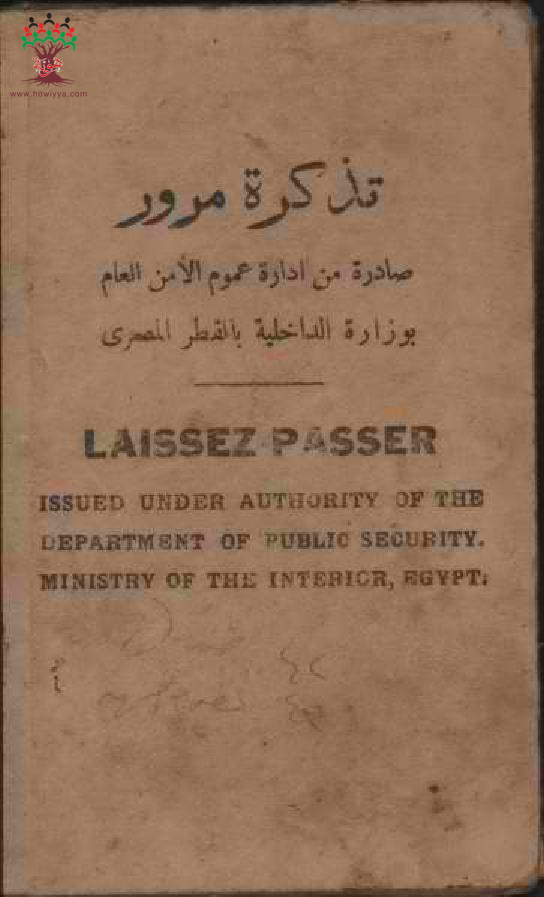 هوية
www.howiyya.com
تذكرة مرور
صادرة من ادارة عموم الأمن العام
بوزارة الداخلية بالقطر المصرى
LAISSEZ-PASSER
ISSUED UNDER AUTHORITY OF THE
DEPARTMENT OF PUBLIC SECURITY.
MINISTRY OF THE INTERIOR, EGYPT.